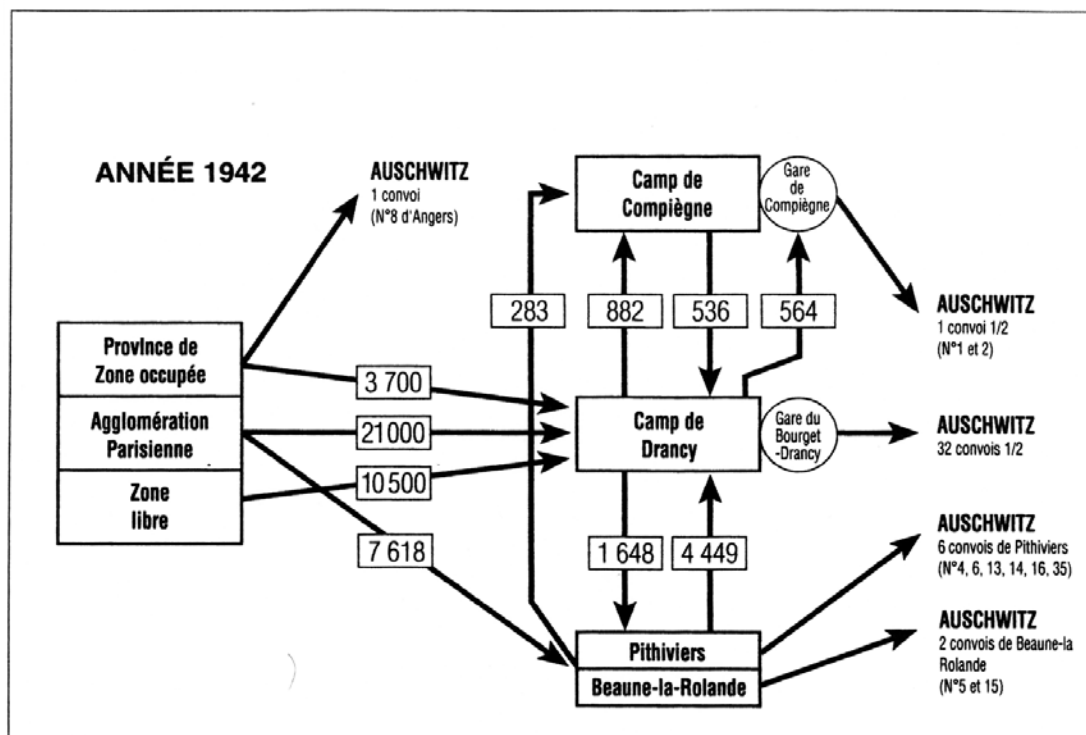 ANNÉE 1942
AUSCHWITZ
1 convoi
(N°8 d'Angers)
Camp de
Compiègne
Gare
de
Compiègne
283
882
536
564
AUSCHWITZ
1 convoi 1/2
(N°1 et 2)
Province de
Zone occupée
Agglomération
Parisienne
Zone
libre
3 700
21 000
10 500
7 618
Camp de
Drancy
Gare du
Bourget
-Drancy
AUSCHWITZ
32 convois 1/2
1 648
4 449
AUSCHWITZ
6 convois de Pithiviers
(N°4, 6, 13, 14, 16, 35)
Pithiviers
Beaune-la-Rolande
AUSCHWITZ
2 convois de Beaune-la
Rolande
(N°5 et 15)